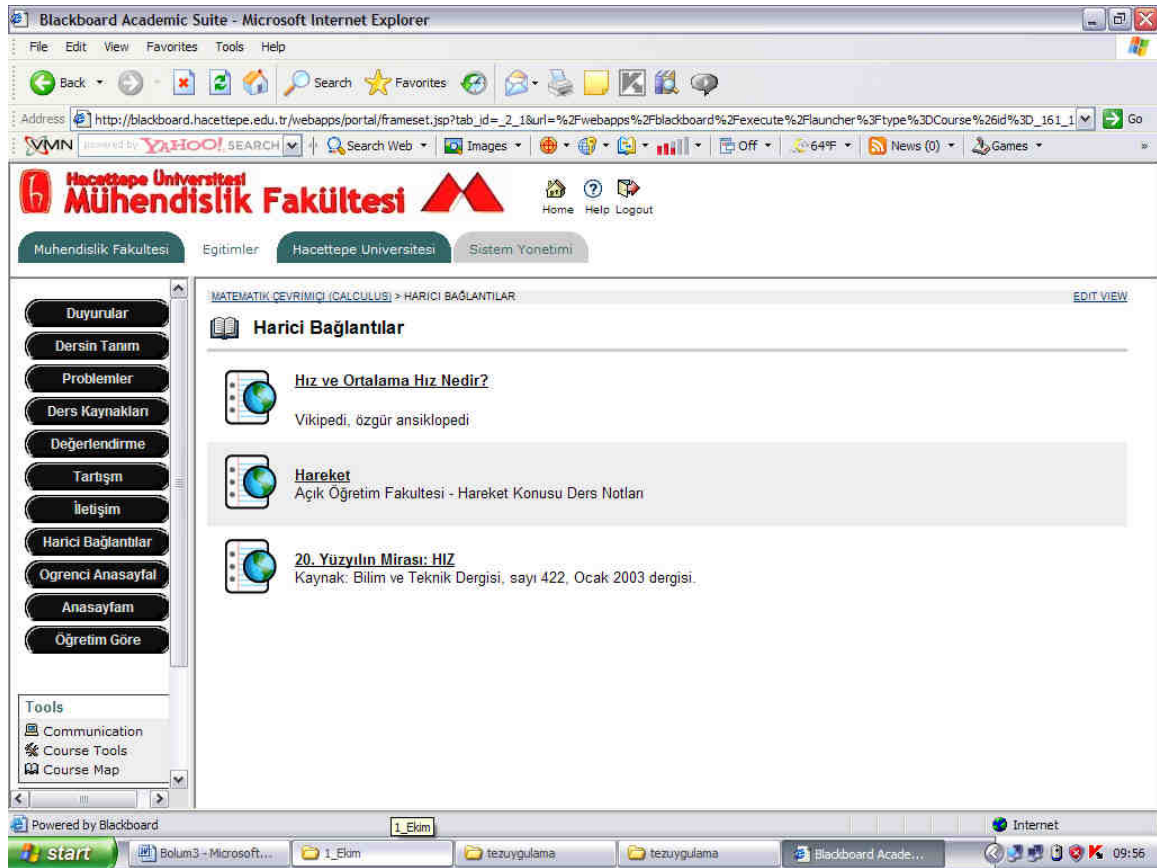 Blackboard Academic Suite - Microsoft Internet Explorer
File Edit View Favorites Tools Help
Back Search Favorites
Address http://blackboard.hacettepe.edu.tr/webapps/portal/frameset.jsp?tab_id=_2_1&url=%2Fwebapps%2Fblackboard%2Fexecute%2Flauncher%3Ftype%3DCourse%26id%3D_161_1 Go
VMN powered by YAHOO! SEARCH Search Web Images Off 64°F News (0) Games »
Hacettepe Üniversitesi
Mühendislik Fakültesi
Home Help Logout
Muhendislik Fakultesi Egitimler Hacettepe Universitesi Sistem Yonetimi
MATEMATIK ÇEVRIMIÇI (CALCULUS) > HARICI BAĞLANTILAR EDIT VIEW
Harici Bağlantılar
Duyurular
Dersin Tanım
Problemler
Ders Kaynakları
Değerlendirme
Tartışm
İletişim
Harici Bağlantılar
Ogrenci Anasayfal
Anasayfam
Öğretim Göre
Hız ve Ortalama Hız Nedir?
Vikipedi, özgür ansiklopedi
Hareket
Açık Öğretim Fakultesi - Hareket Konusu Ders Notları
20. Yüzyılın Mirası: HIZ
Kaynak: Bilim ve Teknik Dergisi, sayı 422, Ocak 2003 dergisi.
Tools
Communication
Course Tools
Course Map
Powered by Blackboard Internet
1_Ekim
start Bolum3 - Microsoft... 1_Ekim tezuygulama tezuygulama Blackboard Acade... 09:56